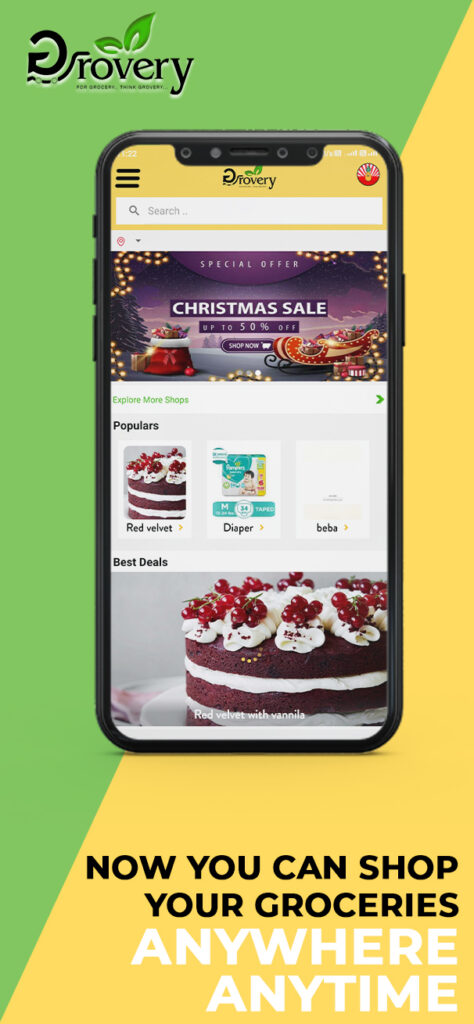 Grovery
FOR GROCERY.. THINK GROVERY...
1:22
Grovery
Search ..
SPECIAL OFFER
CHRISTMAS SALE
UP TO 50% OFF
SHOP NOW
Explore More Shops
Populars
Pampers
M
34
TAPED
Red velvet
Diaper
beba
Best Deals
Red velvet with vannila
NOW YOU CAN SHOP
YOUR GROCERIES
ANYWHERE
ANYTIME